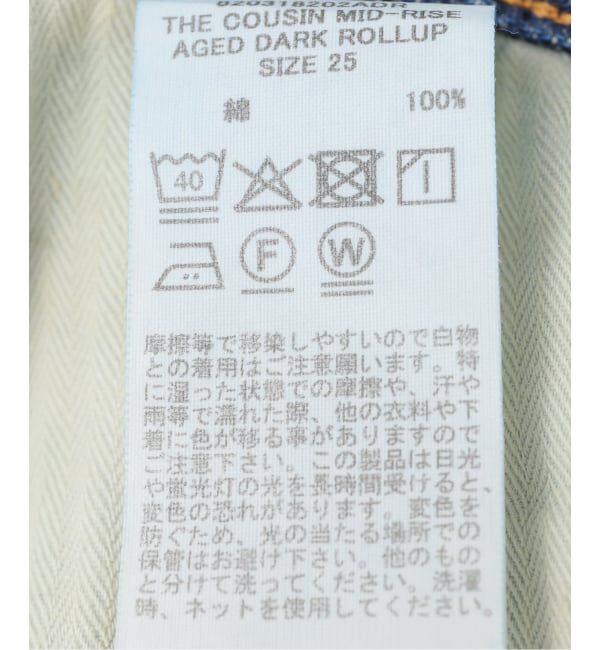 020318202ADR
THE COUSIN MID-RISE
AGED DARK ROLLUP
SIZE 25
綿 100%
40
F W
摩擦等で移染しやすいので白物
との着用はご注意願います。特
に湿った状態での摩擦や、汗や
雨等で濡れた際、他の衣料や下
着に色が移る事がありますので
ご注意下さい。この製品は日光
や蛍光灯の光を長時間受けると、
変色の恐れがあります。変色を
防ぐため、光の当たる場所での
保管はお避け下さい。他のもの
と分けて洗ってください。洗濯
時、ネットを使用してください。